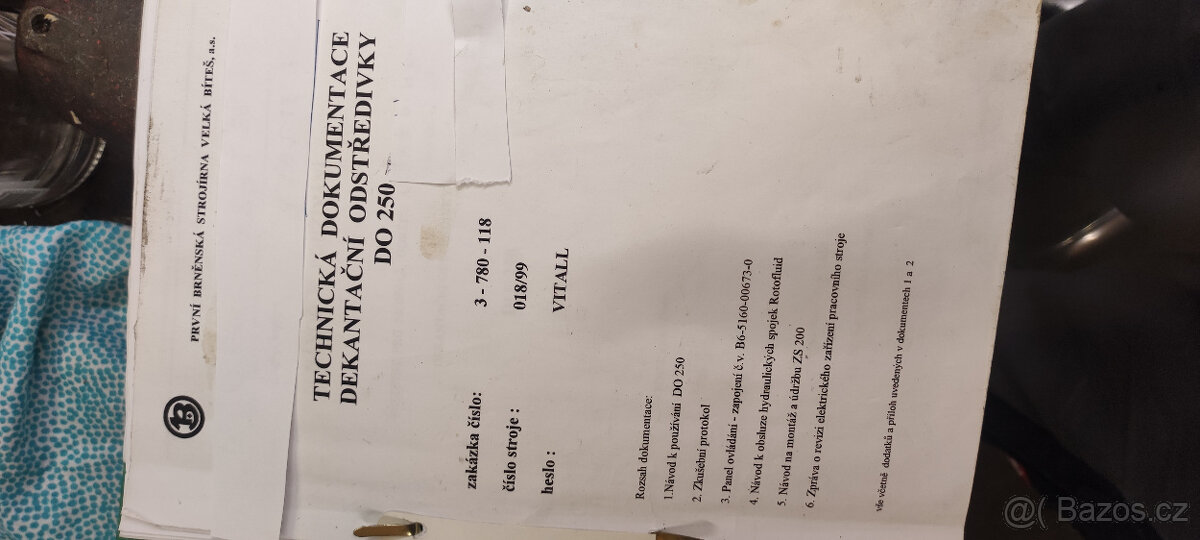 PRVNÍ BRNĚNSKÁ STROJÍRNA VELKÁ BÍTEŠ, a.s.
TECHNICKÁ DOKUMENTACE
DEKANTAČNÍ ODSTŘEDIVKY
DO 250
zakázka číslo: 3 - 780 - 118
číslo stroje : 018/99
heslo : VITALL
Rozsah dokumentace:
1.Návod k používání DO 250
2. Zkušební protokol
3. Panel ovládání - zapojení č.v. B6-5160-00673-0
4. Návod k obsluze hydraulických spojek Rotofluid
5. Návod na montáž a údržbu ZS 200
6. Zpráva o revizi elektrického zařízení pracovního stroje
vše včetně dodatků a příloh uvedených v dokumentech 1 a 2
@( Bazos.cz